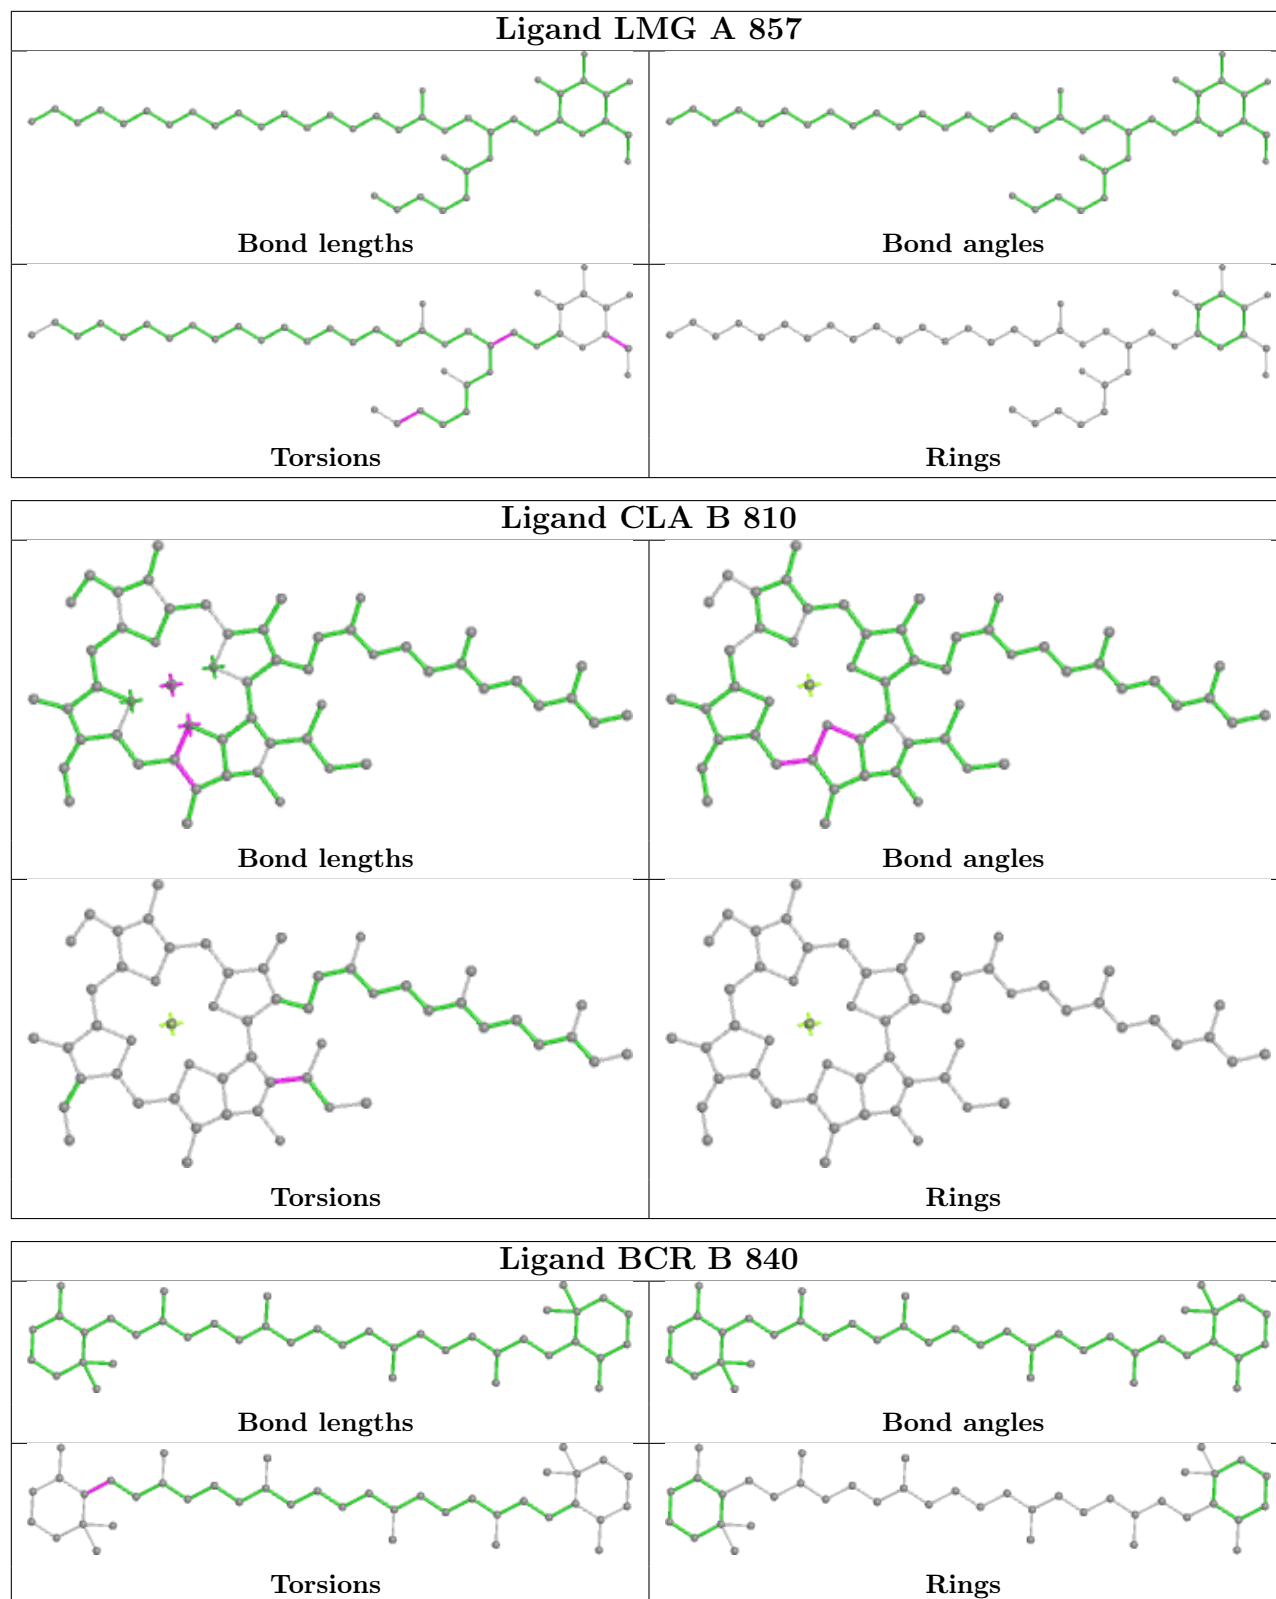 Ligand LMG A 857
Bond lengths
Bond angles
Torsions
Rings
Ligand CLA B 810
Bond lengths
Bond angles
Torsions
Rings
Ligand BCR B 840
Bond lengths
Bond angles
Torsions
Rings